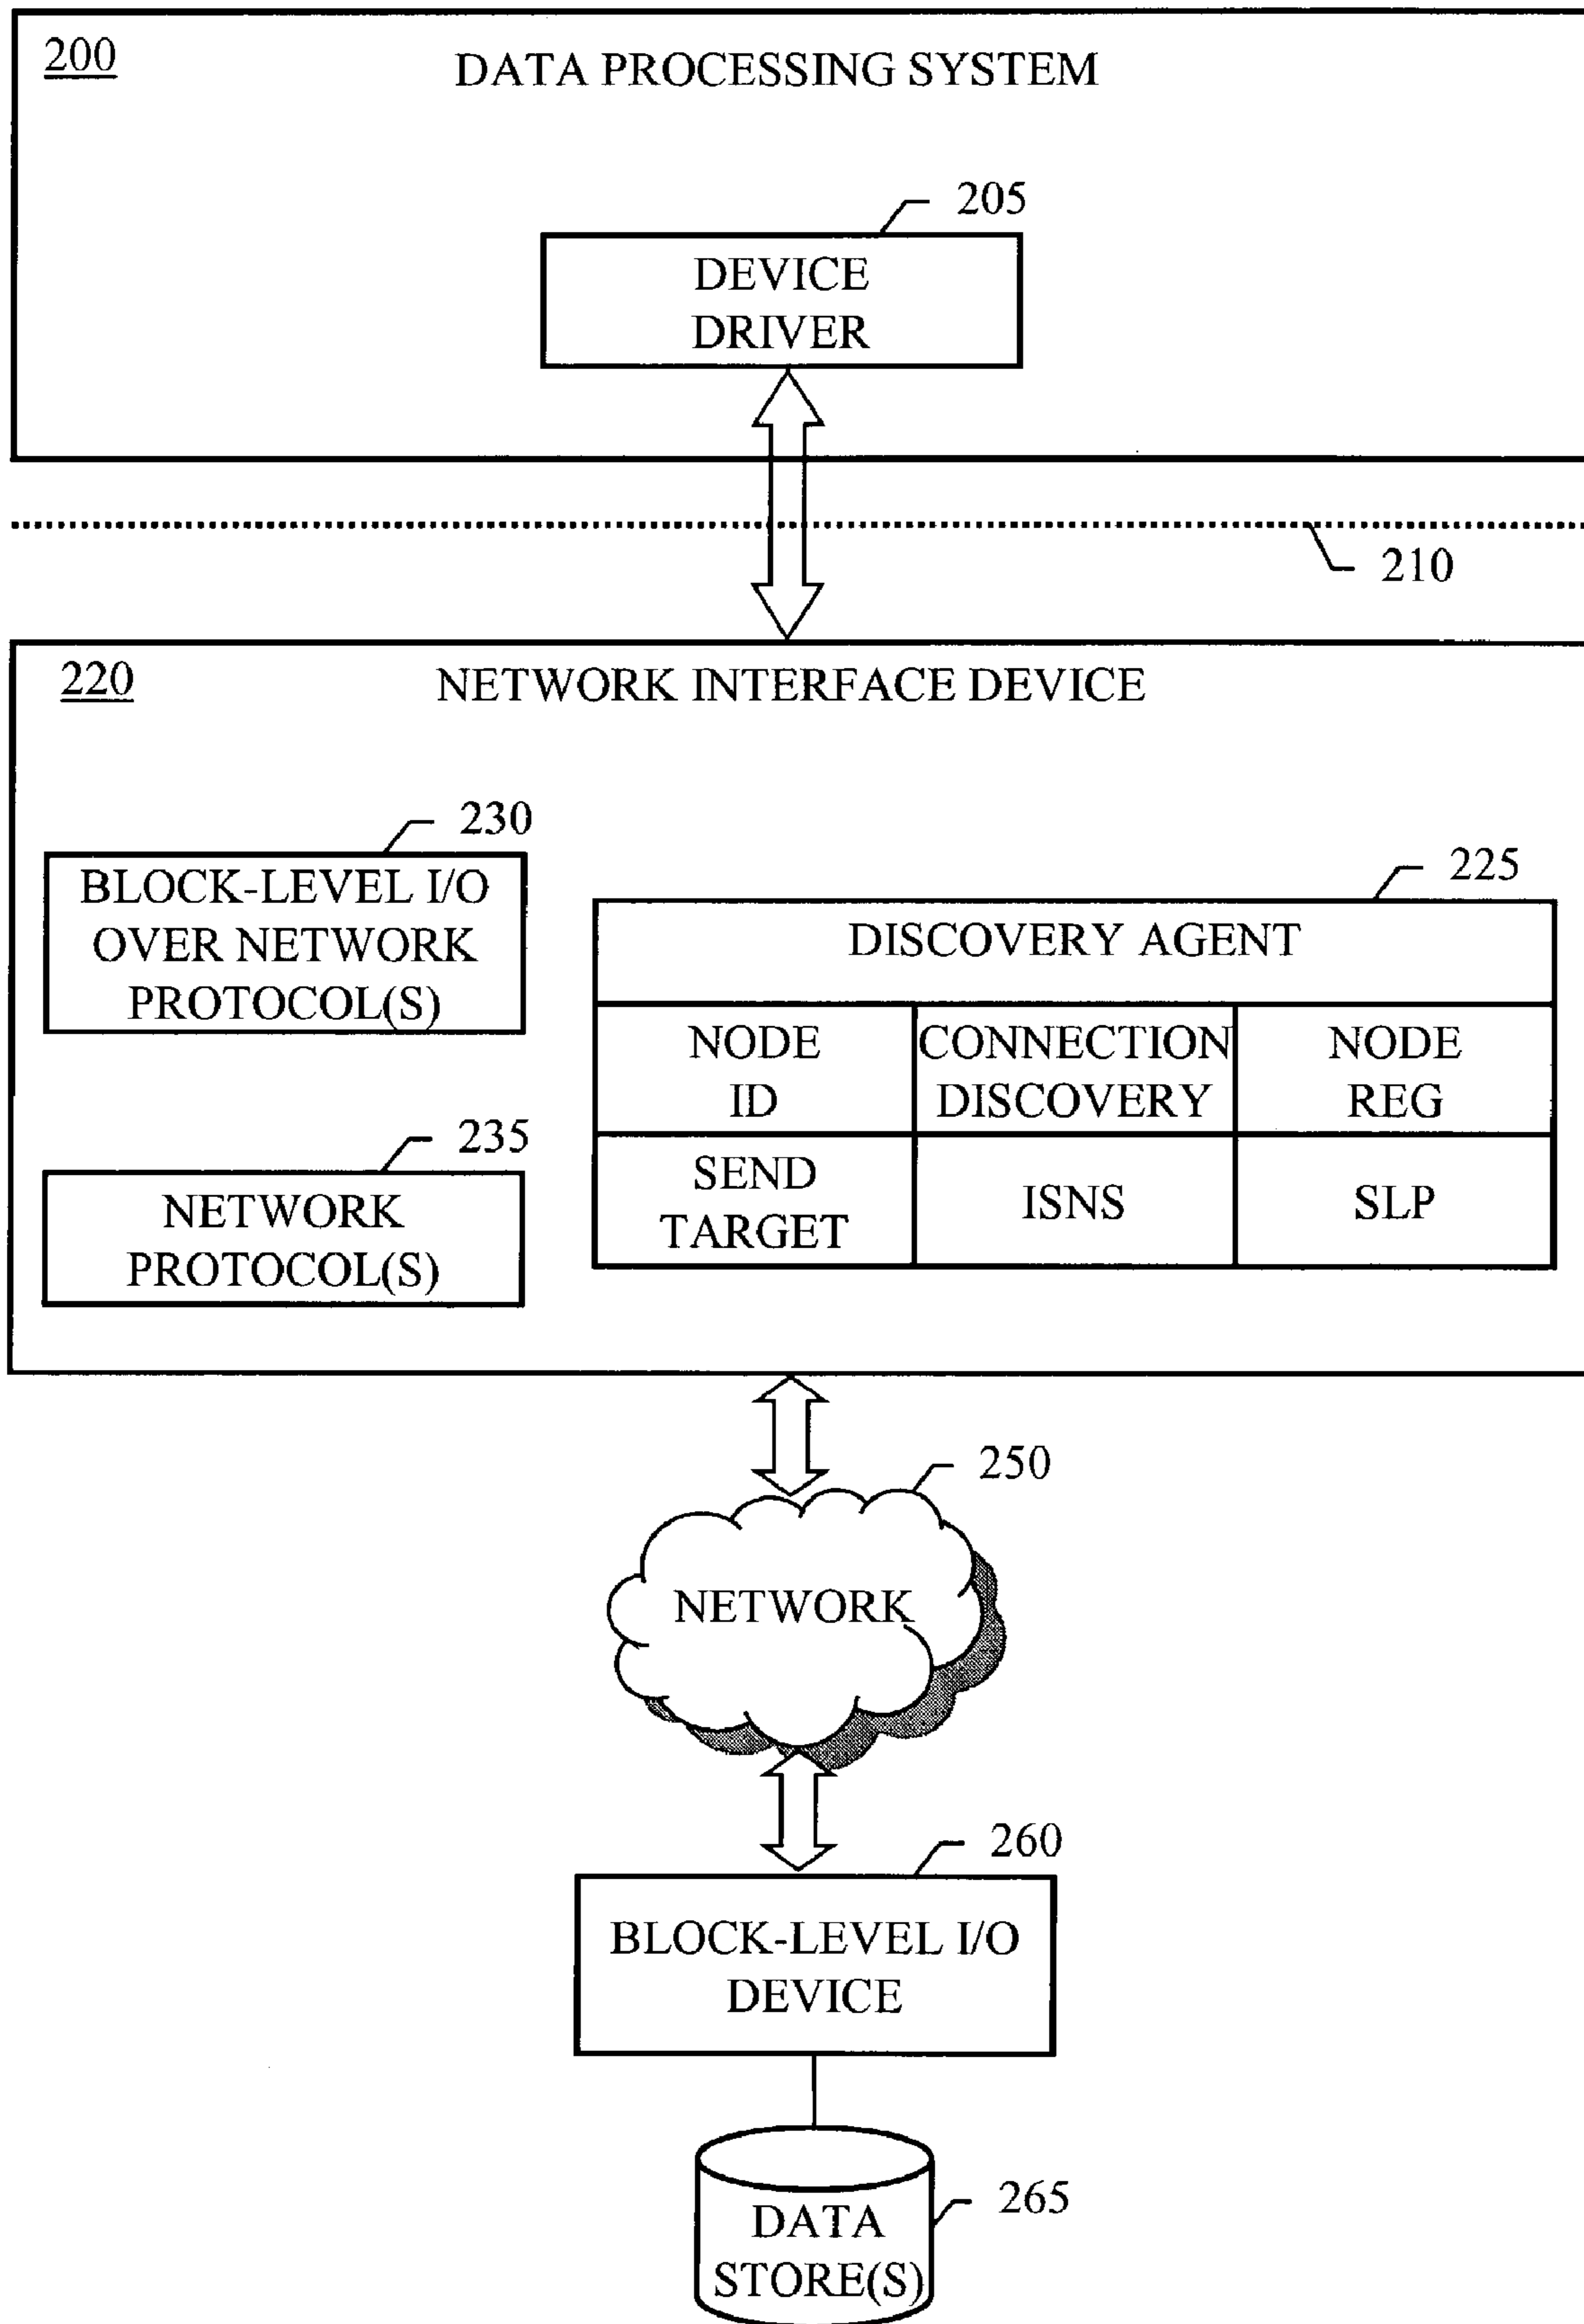 200
DATA PROCESSING SYSTEM
205
DEVICE
DRIVER
210
220
NETWORK INTERFACE DEVICE
230
BLOCK-LEVEL I/O
OVER NETWORK
PROTOCOL(S)
225
DISCOVERY AGENT
NODE
ID
CONNECTION
DISCOVERY
NODE
REG
SEND
TARGET
ISNS
SLP
235
NETWORK
PROTOCOL(S)
250
NETWORK
260
BLOCK-LEVEL I/O
DEVICE
265
DATA
STORE(S)